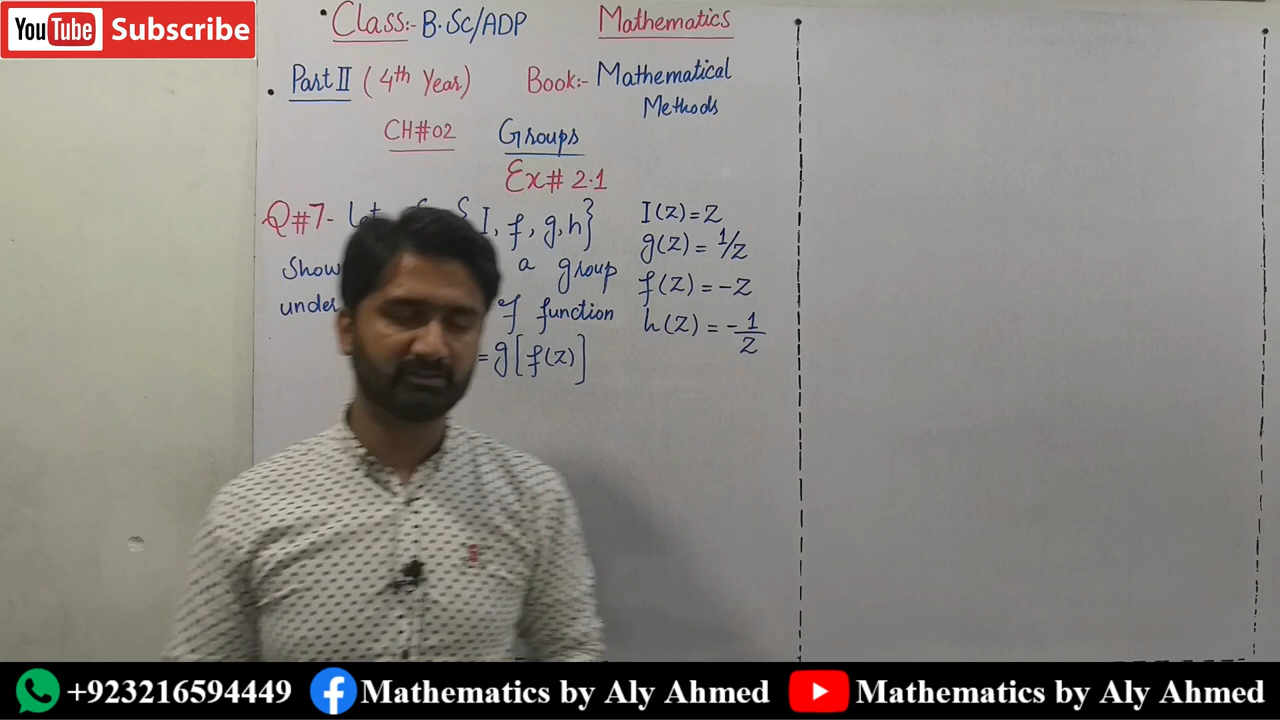 YouTube Subscribe
Class:- B.Sc/ADP Mathematics
Part II (4th Year) Book:- Mathematical Methods
CH#02 Groups
Ex# 2.1
Q#7- Let I, f, g, h}
Show a group
under of function
= g[f(z)]
I(z) = z
g(z) = 1/z
f(z) = -z
h(z) = -1/z
+923216594449 Mathematics by Aly Ahmed Mathematics by Aly Ahmed